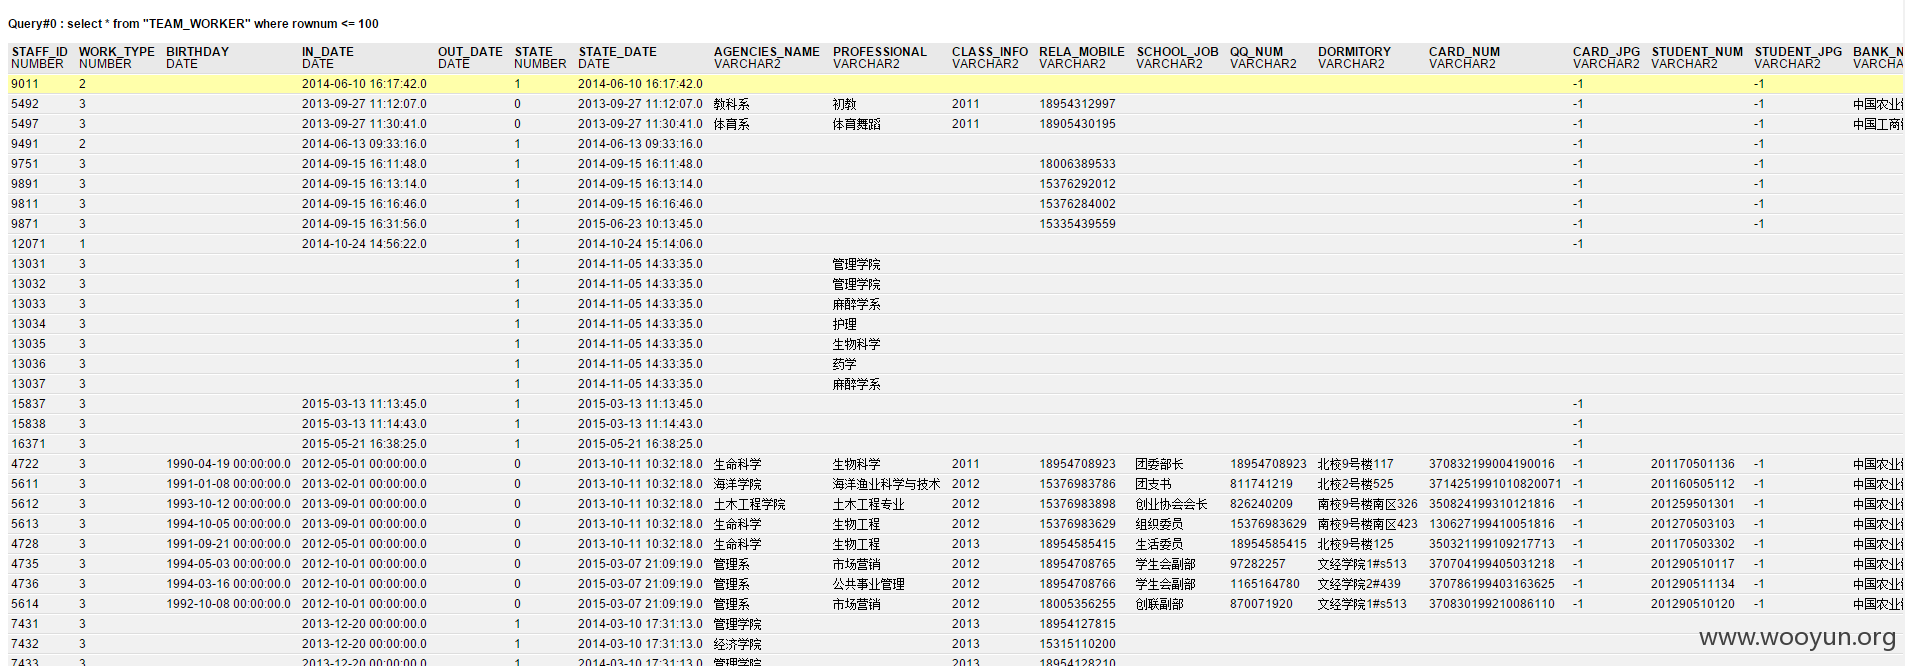 Query#0 : select * from "TEAM_WORKER" where rownum <= 100
STAFF_ID WORK_TYPE BIRTHDAY IN_DATE OUT_DATE STATE STATE_DATE AGENCIES_NAME PROFESSIONAL CLASS_INFO RELA_MOBILE SCHOOL_JOB QQ_NUM DORMITORY CARD_NUM CARD_JPG STUDENT_NUM STUDENT_JPG BANK_N
NUMBER NUMBER DATE DATE DATE NUMBER DATE VARCHAR2 VARCHAR2 VARCHAR2 VARCHAR2 VARCHAR2 VARCHAR2 VARCHAR2 VARCHAR2 VARCHAR2 VARCHAR2 VARCHAR2 VARCHA
9011 2 2014-06-10 16:17:42.0 1 2014-06-10 16:17:42.0 -1 -1
5492 3 2013-09-27 11:12:07.0 0 2013-09-27 11:12:07.0 教科系 初教 2011 18954312997 -1 -1 中国农业
5497 3 2013-09-27 11:30:41.0 0 2013-09-27 11:30:41.0 体育系 体育舞蹈 2011 18905430195 -1 -1 中国工商
9491 2 2014-06-13 09:33:16.0 1 2014-06-13 09:33:16.0 -1 -1
9751 3 2014-09-15 16:11:48.0 1 2014-09-15 16:11:48.0 18006389533 -1 -1
9891 3 2014-09-15 16:13:14.0 1 2014-09-15 16:13:14.0 15376292012 -1 -1
9811 3 2014-09-15 16:16:46.0 1 2014-09-15 16:16:46.0 15376284002 -1 -1
9871 3 2014-09-15 16:31:56.0 1 2015-06-23 10:13:45.0 15335439559 -1 -1
12071 1 2014-10-24 14:56:22.0 1 2014-10-24 15:14:06.0 -1
13031 3 1 2014-11-05 14:33:35.0 管理学院
13032 3 1 2014-11-05 14:33:35.0 管理学院
13033 3 1 2014-11-05 14:33:35.0 麻醉学系
13034 3 1 2014-11-05 14:33:35.0 护理
13035 3 1 2014-11-05 14:33:35.0 生物科学
13036 3 1 2014-11-05 14:33:35.0 药学
13037 3 1 2014-11-05 14:33:35.0 麻醉学系
15837 3 2015-03-13 11:13:45.0 1 2015-03-13 11:13:45.0 -1
15838 3 2015-03-13 11:14:43.0 1 2015-03-13 11:14:43.0 -1
16371 3 2015-05-21 16:38:25.0 1 2015-05-21 16:38:25.0 -1
4722 3 1990-04-19 00:00:00.0 2012-05-01 00:00:00.0 0 2013-10-11 10:32:18.0 生命科学 生物科学 2011 18954708923 团委部长 18954708923 北校9号楼117 370832199004190016 -1 201170501136 -1 中国农业
5611 3 1991-01-08 00:00:00.0 2013-02-01 00:00:00.0 0 2013-10-11 10:32:18.0 海洋学院 海洋渔业科学与技术 2012 15376983786 团支书 811741219 北校2号楼525 3714251991010820071 -1 201160505112 -1 中国农业
5612 3 1993-10-12 00:00:00.0 2013-09-01 00:00:00.0 0 2013-10-11 10:32:18.0 土木工程学院 土木工程专业 2012 15376983898 创业协会会长 826240209 南校9号楼南区326 350824199310121816 -1 201259501301 -1 中国农业
5613 3 1994-10-05 00:00:00.0 2013-09-01 00:00:00.0 0 2013-10-11 10:32:18.0 生命科学 生物工程 2012 15376983629 组织委员 15376983629 南校9号楼南区423 130627199410051816 -1 201270503103 -1 中国农业
4728 3 1991-09-21 00:00:00.0 2012-05-01 00:00:00.0 0 2013-10-11 10:32:18.0 生命科学 生物工程 2013 18954585415 生活委员 18954585415 北校9号楼125 350321199109217713 -1 201170503302 -1 中国农业
4735 3 1994-05-03 00:00:00.0 2012-10-01 00:00:00.0 0 2015-03-07 21:09:19.0 管理系 市场营销 2012 18954708765 学生会副部 97282257 文经学院1#s513 370704199405031218 -1 201290510117 -1 中国农业
4736 3 1994-03-16 00:00:00.0 2012-10-01 00:00:00.0 0 2015-03-07 21:09:19.0 管理系 公共事业管理 2012 18954708766 学生会副部 1165164780 文经学院2#439 370786199403163625 -1 201290511134 -1 中国农业
5614 3 1992-10-08 00:00:00.0 2012-10-01 00:00:00.0 0 2015-03-07 21:09:19.0 管理系 市场营销 2012 18005356255 创联副部 870071920 文经学院1#s513 370830199210086110 -1 201290510120 -1 中国农业
7431 3 2013-12-20 00:00:00.0 1 2014-03-10 17:31:13.0 管理学院 2013 18954127815
7432 3 2013-12-20 00:00:00.0 1 2014-03-10 17:31:13.0 经济学院 2013 15315110200
7433 3 2013-12-20 00:00:00.0 1 2014-03-10 17:31:13.0 管理学院 2013 18954128210
www.wooyun.org